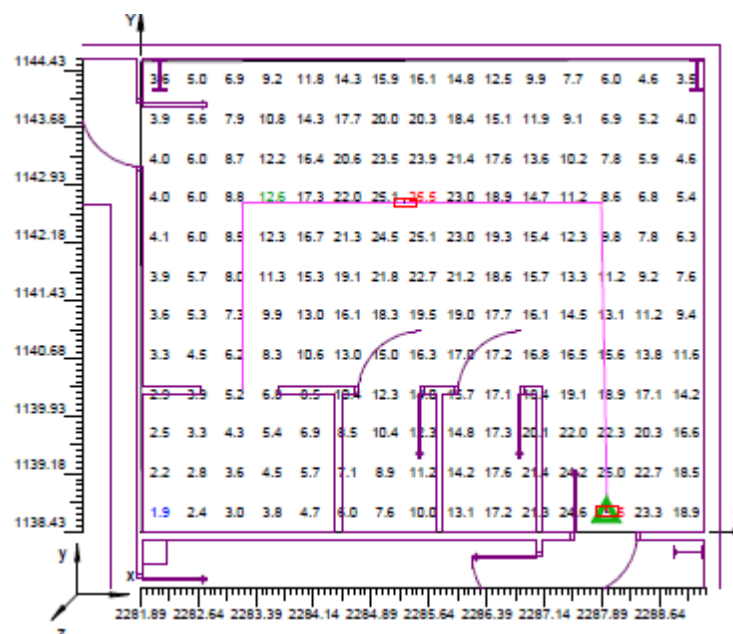 Y
1144.43 3.6 5.0 6.9 9.2 11.8 14.3 15.9 16.1 14.8 12.5 9.9 7.7 6.0 4.6 3.5
1143.68 3.9 5.6 7.9 10.8 14.3 17.7 20.0 20.3 18.4 15.1 11.9 9.1 6.9 5.2 4.0
4.0 6.0 8.7 12.2 16.4 20.6 23.5 23.9 21.4 17.6 13.6 10.2 7.8 5.9 4.6
1142.93 4.0 6.0 8.8 12.6 17.3 22.0 25.1 25.5 23.0 18.9 14.7 11.2 8.6 6.8 5.4
1142.18 4.1 6.0 8.5 12.3 16.7 21.3 24.5 25.1 23.0 19.3 15.4 12.3 9.8 7.8 6.3
3.9 5.7 8.0 11.3 15.3 19.1 21.8 22.7 21.2 18.6 15.7 13.3 11.2 9.2 7.6
1141.43 3.6 5.3 7.3 9.9 13.0 16.1 18.3 19.5 19.0 17.7 16.1 14.5 13.1 11.2 9.4
1140.68 3.3 4.5 6.2 8.3 10.6 13.0 15.0 16.3 17.0 17.2 16.8 16.5 15.6 13.8 11.6
2.9 3.9 5.2 12.3 17.1 19.1 18.9 17.1 14.2
1139.93 2.5 3.3 4.3 5.4 6.9 8.5 10.4 12.3 14.8 17.3 20.1 22.0 22.3 20.3 16.6
1139.18 2.2 2.8 3.6 4.5 5.7 7.1 8.9 11.2 14.2 17.6 21.4 24.2 25.0 22.7 18.5
1138.43 1.9 2.4 3.0 3.8 4.7 6.0 7.6 10.0 13.1 17.2 21.3 24.6 23.3 18.9
y
x
2281.89 2282.64 2283.39 2284.14 2284.89 2285.64 2286.39 2287.14 2287.89 2288.64